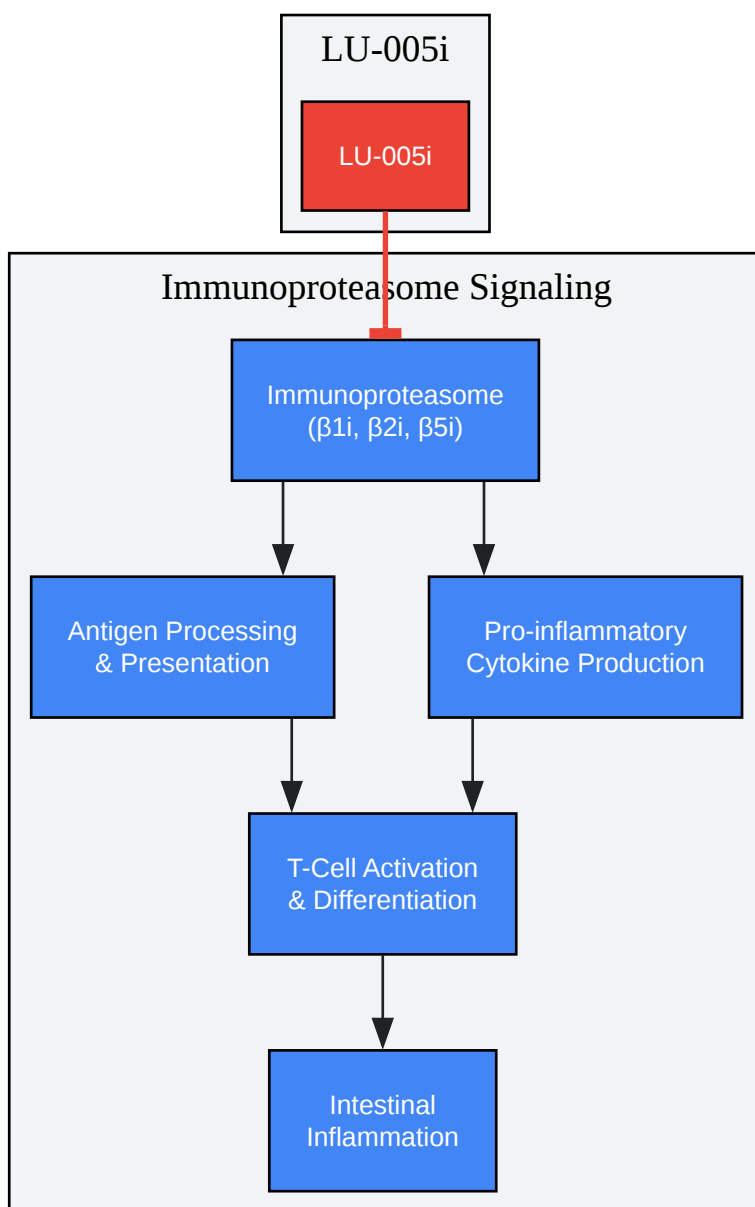 LU-005i
LU-005i
Immunoproteasome Signaling
Immunoproteasome
(β1i, β2i, β5i)
Antigen Processing
& Presentation
Pro-inflammatory
Cytokine Production
T-Cell Activation
& Differentiation
Intestinal
Inflammation